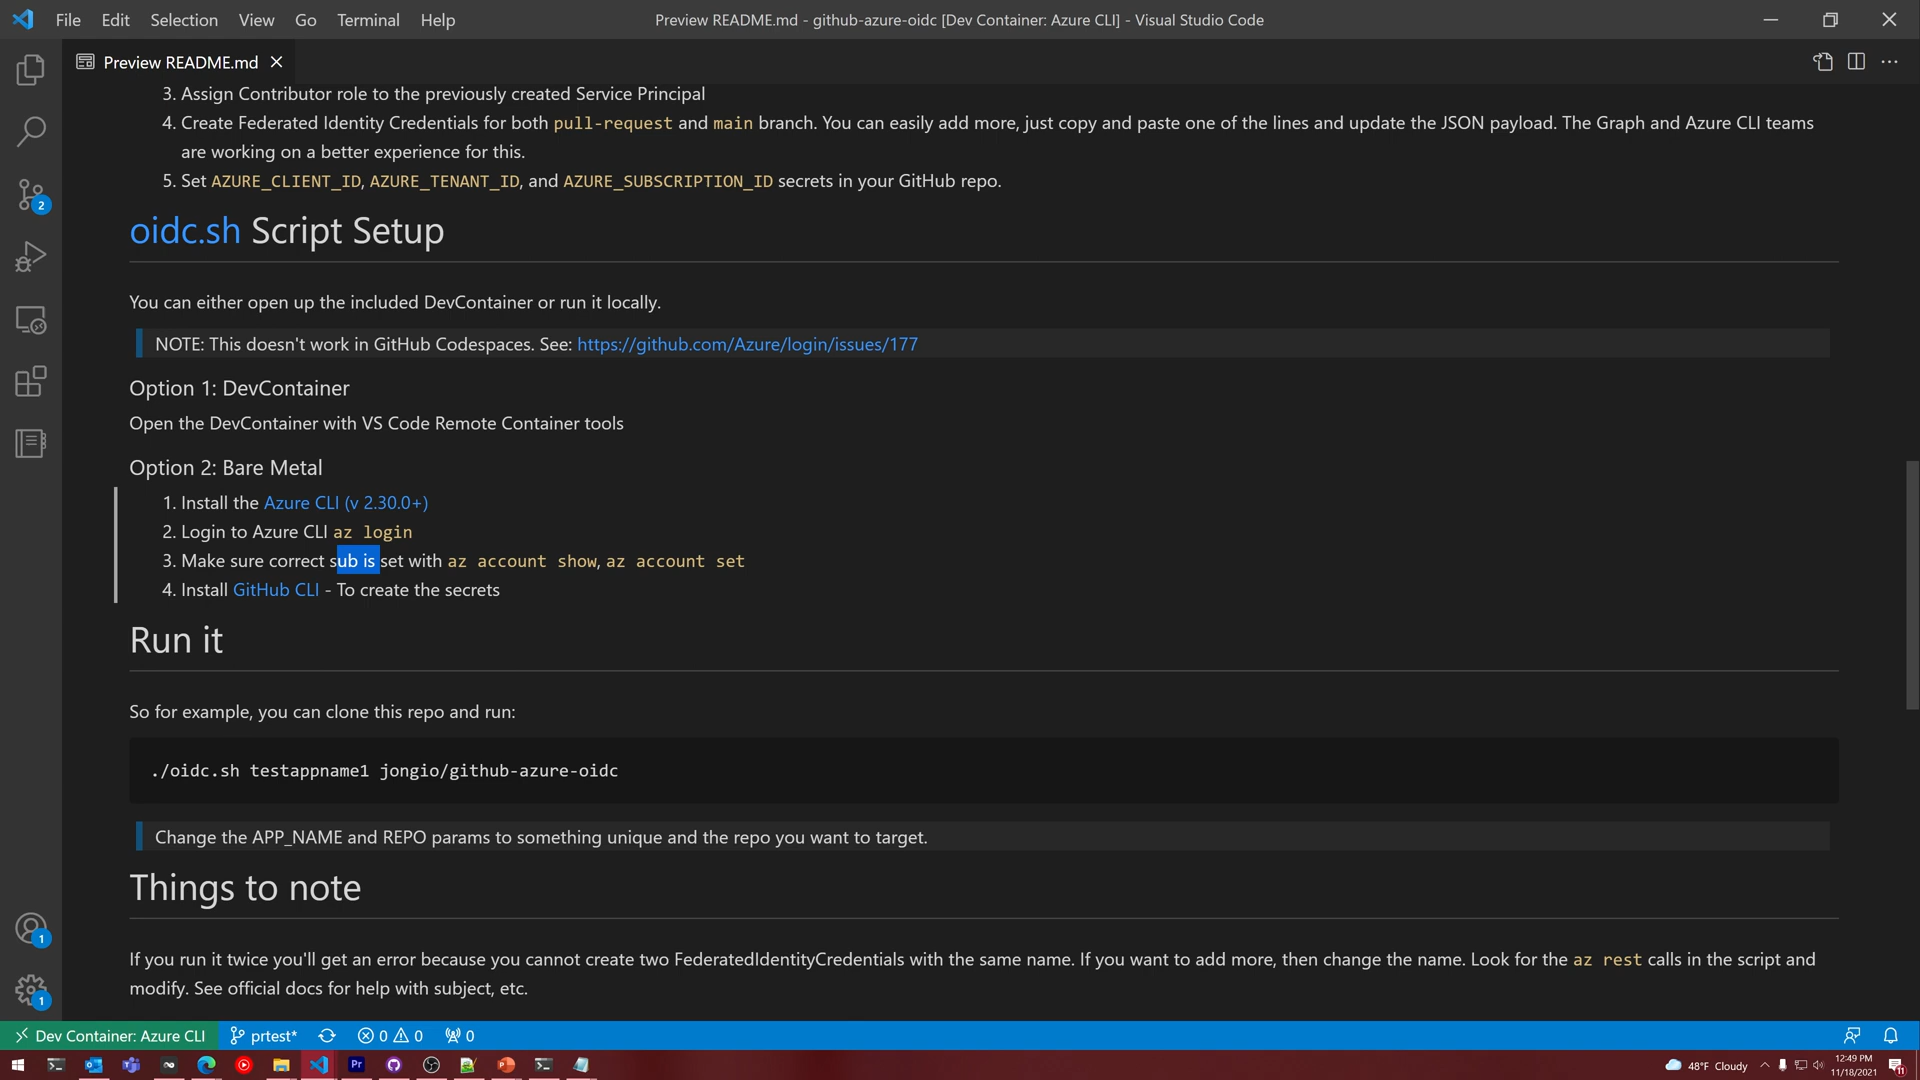 File Edit Selection View Go Terminal Help
Preview README.md - github-azure-oidc [Dev Container: Azure CLI] - Visual Studio Code
Preview README.md
3. Assign Contributor role to the previously created Service Principal
4. Create Federated Identity Credentials for both pull-request and main branch. You can easily add more, just copy and paste one of the lines and update the JSON payload. The Graph and Azure CLI teams
are working on a better experience for this.
5. Set AZURE_CLIENT_ID, AZURE_TENANT_ID, and AZURE_SUBSCRIPTION_ID secrets in your GitHub repo.
oidc.sh Script Setup
You can either open up the included DevContainer or run it locally.
NOTE: This doesn't work in GitHub Codespaces. See: https://github.com/Azure/login/issues/177
Option 1: DevContainer
Open the DevContainer with VS Code Remote Container tools
Option 2: Bare Metal
1. Install the Azure CLI (v 2.30.0+)
2. Login to Azure CLI az login
3. Make sure correct sub is set with az account show, az account set
4. Install GitHub CLI - To create the secrets
Run it
So for example, you can clone this repo and run:
./oidc.sh testappname1 jongio/github-azure-oidc
Change the APP_NAME and REPO params to something unique and the repo you want to target.
Things to note
If you run it twice you'll get an error because you cannot create two FederatedIdentityCredentials with the same name. If you want to add more, then change the name. Look for the az rest calls in the script and
modify. See official docs for help with subject, etc.
2
1
1
Dev Container: Azure CLI prtest* 0 0 0
Pr
48°F Cloudy
12:49 PM
11/18/2021
11